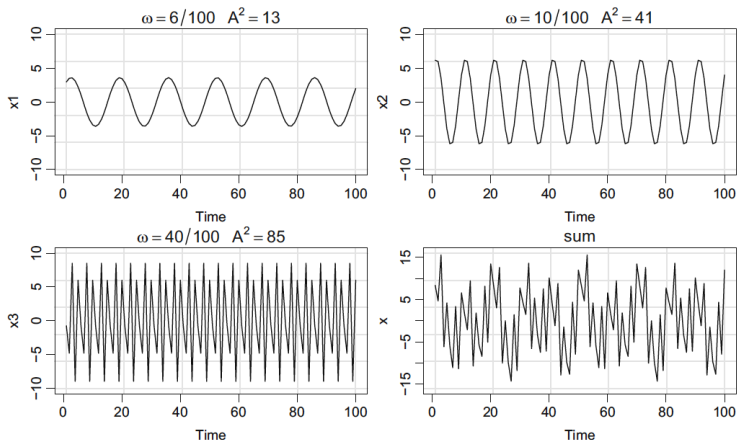 ω = 6/100 A² = 13
x1
−10 −5 0 5 10
0 20 40 60 80 100
Time
ω = 10/100 A² = 41
x2
−10 −5 0 5 10
0 20 40 60 80 100
Time
ω = 40/100 A² = 85
x3
−10 −5 0 5 10
0 20 40 60 80 100
Time
sum
x
−15 −5 5 15
0 20 40 60 80 100
Time